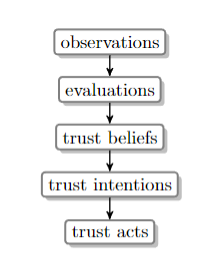 observations
evaluations
trust beliefs
trust intentions
trust acts